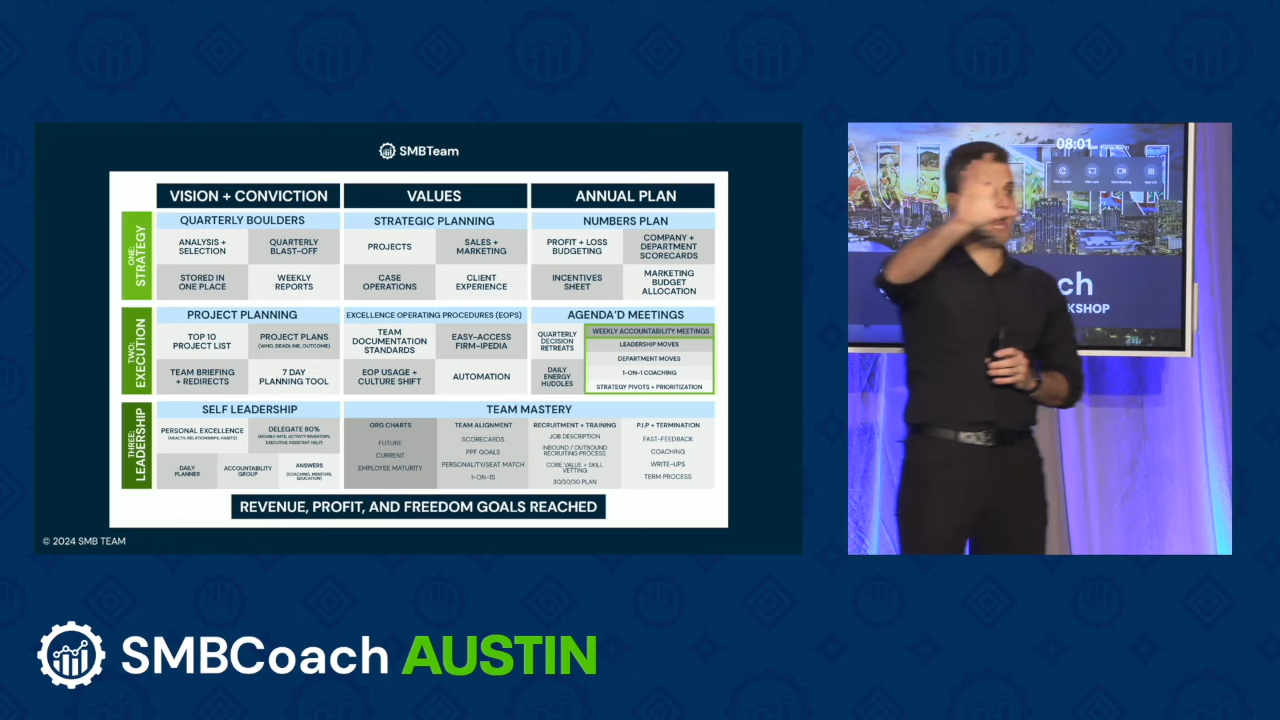 SMBTeam
VISION + CONVICTION
VALUES
ANNUAL PLAN
ONE:
STRATEGY
QUARTERLY BOULDERS
STRATEGIC PLANNING
NUMBERS PLAN
ANALYSIS +
SELECTION
QUARTERLY
BLAST-OFF
PROJECTS
SALES +
MARKETING
PROFIT + LOSS
BUDGETING
COMPANY +
DEPARTMENT
SCORECARDS
STORED IN
ONE PLACE
WEEKLY
REPORTS
CASE
OPERATIONS
CLIENT
EXPERIENCE
INCENTIVES
SHEET
MARKETING
BUDGET
ALLOCATION
TWO:
EXECUTION
PROJECT PLANNING
EXCELLENCE OPERATING PROCEDURES (EOPS)
AGENDA'D MEETINGS
TOP 10
PROJECT LIST
PROJECT PLANS
(WHO, DEADLINE, OUTCOME)
TEAM
DOCUMENTATION
STANDARDS
EASY-ACCESS
FIRM-IPEDIA
QUARTERLY
DECISION
RETREATS
WEEKLY ACCOUNTABILITY MEETINGS
LEADERSHIP MOVES
DEPARTMENT MOVES
1-ON-1 COACHING
STRATEGY PIVOTS + PRIORITIZATION
TEAM BRIEFING
+ REDIRECTS
7 DAY
PLANNING TOOL
EOP USAGE +
CULTURE SHIFT
AUTOMATION
DAILY
ENERGY
HUDDLES
THREE:
LEADERSHIP
SELF LEADERSHIP
TEAM MASTERY
PERSONAL EXCELLENCE
(HEALTH, RELATIONSHIPS, HABITS)
DELEGATE 80%
(HOURLY RATE, ACTIVITY INVENTORY,
EXECUTIVE ASSISTANT HELP)
DAILY
PLANNER
ACCOUNTABILITY
GROUP
ANSWERS
(COACHING, MENTORS,
EDUCATION)
ORG CHARTS
FUTURE
CURRENT
EMPLOYEE MATURITY
TEAM ALIGNMENT
SCORECARDS
PPF GOALS
PERSONALITY/SEAT MATCH
1-ON-1S
RECRUITMENT + TRAINING
JOB DESCRIPTION
INBOUND / OUTBOUND
RECRUITING PROCESS
CORE VALUE + SKILL
VETTING
30/30/30 PLAN
P.I.P + TERMINATION
FAST-FEEDBACK
COACHING
WRITE-UPS
TERM PROCESS
REVENUE, PROFIT, AND FREEDOM GOALS REACHED
© 2024 SMB TEAM
08:01
ch
KSHOP
SMBCoach AUSTIN